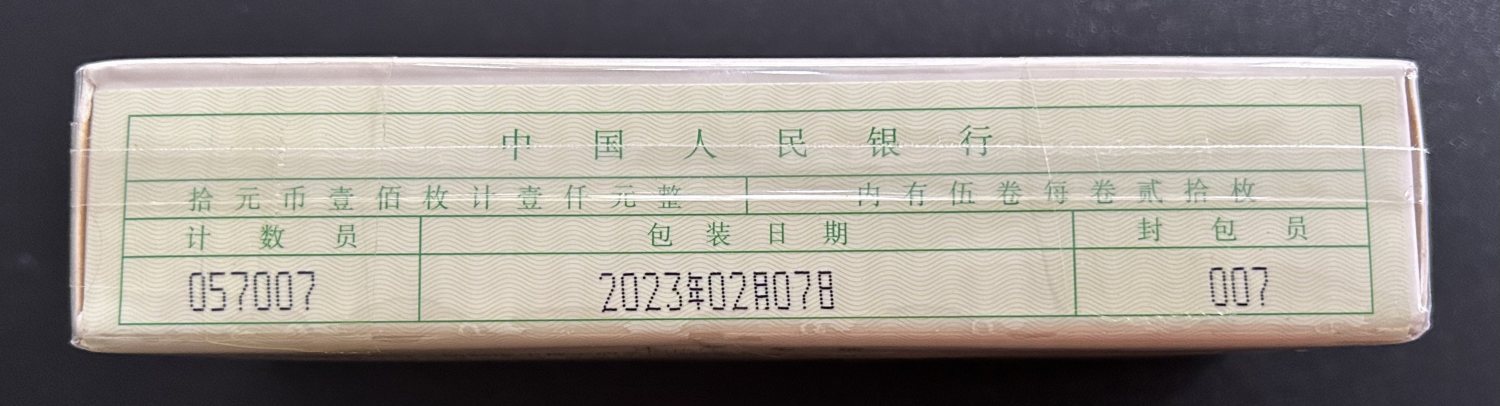 中国人民银行
拾元币壹佰枚计壹仟元整 内有伍卷每卷贰拾枚
计数员 包装日期 封包员
057007 2023年02月07日 007